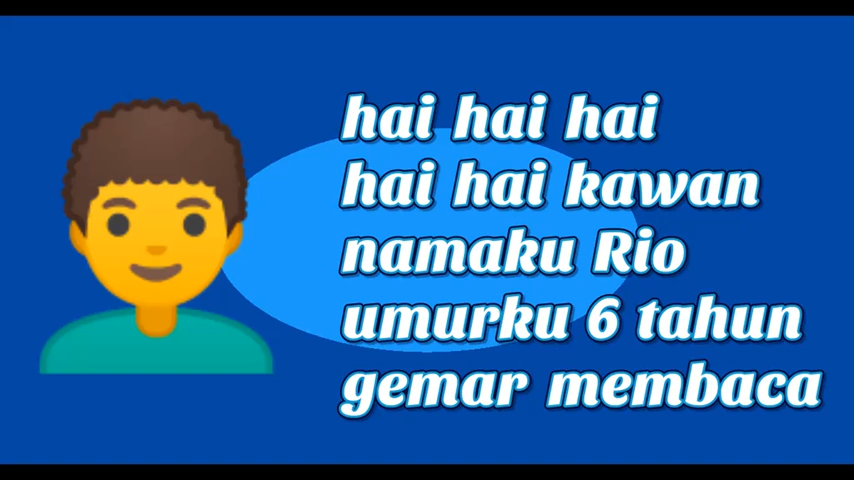 hai hai hai
hai hai kawan
namaku Rio
umurku 6 tahun
gemar membaca